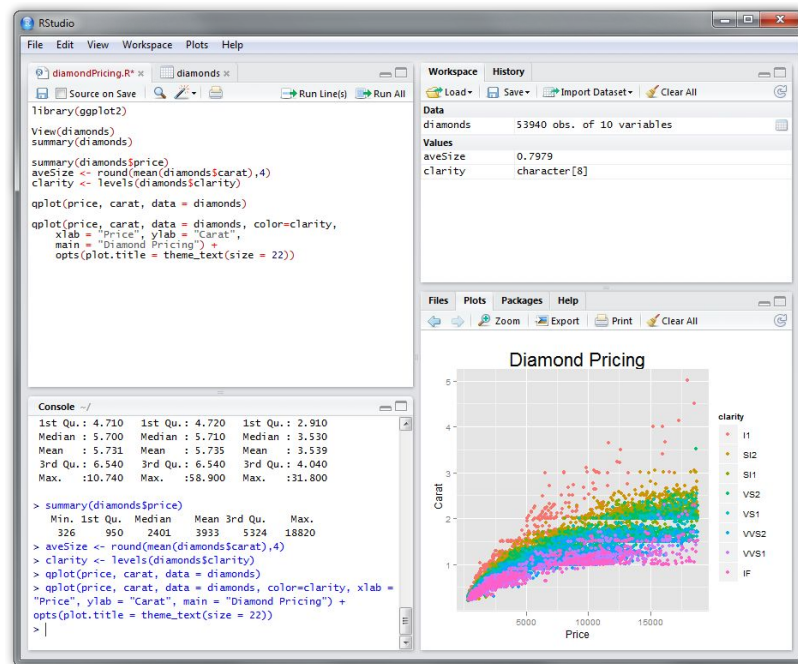 RStudio
File Edit View Workspace Plots Help
diamondPricing.R* diamonds
Source on Save Run Line(s) Run All
library(ggplot2)
View(diamonds)
summary(diamonds)
summary(diamonds$price)
aveSize <- round(mean(diamonds$carat),4)
clarity <- levels(diamonds$clarity)
qplot(price, carat, data = diamonds)
qplot(price, carat, data = diamonds, color=clarity,
xlab = "Price", ylab = "Carat",
main = "Diamond Pricing") +
opts(plot.title = theme_text(size = 22))
Console ~/
1st Qu.: 4.710 1st Qu.: 4.720 1st Qu.: 2.910
Median : 5.700 Median : 5.710 Median : 3.530
Mean : 5.731 Mean : 5.735 Mean : 3.539
3rd Qu.: 6.540 3rd Qu.: 6.540 3rd Qu.: 4.040
Max. :10.740 Max. :58.900 Max. :31.800
> summary(diamonds$price)
Min. 1st Qu. Median Mean 3rd Qu. Max.
326 950 2401 3933 5324 18820
> aveSize <- round(mean(diamonds$carat),4)
> clarity <- levels(diamonds$clarity)
> qplot(price, carat, data = diamonds)
> qplot(price, carat, data = diamonds, color=clarity, xlab =
"Price", ylab = "Carat", main = "Diamond Pricing") +
opts(plot.title = theme_text(size = 22))
>
Workspace History
Load Save Import Dataset Clear All
Data
diamonds 53940 obs. of 10 variables
Values
aveSize 0.7979
clarity character[8]
Files Plots Packages Help
Zoom Export Print Clear All
Diamond Pricing
5
4
3
2
1
Carat
5000 10000 15000
Price
clarity
I1
SI2
SI1
VS2
VS1
VVS2
VVS1
IF